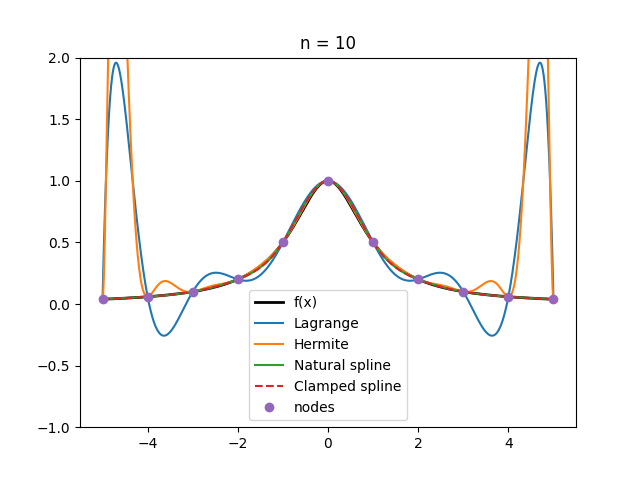 n = 10
2.0
1.5
1.0
0.5
0.0
−0.5
−1.0
f(x)
Lagrange
Hermite
Natural spline
Clamped spline
nodes
−4 −2 0 2 4